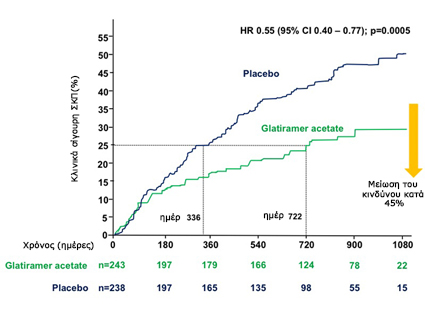 HR 0.55 (95% CI 0.40 – 0.77); p=0.0005
Κλινικά σίγουρη ΣΚΠ(%)
55
50
45
40
35
30
25
20
15
10
5
0
Placebo
Glatiramer acetate
Μείωση του
κινδύνου κατά
45%
ημέρ 336
ημέρ 722
Χρόνος (ημέρες)
0 180 360 540 720 900 1080
Glatiramer acetate n=243 197 179 166 124 78 22
Placebo n=238 197 165 135 98 55 15